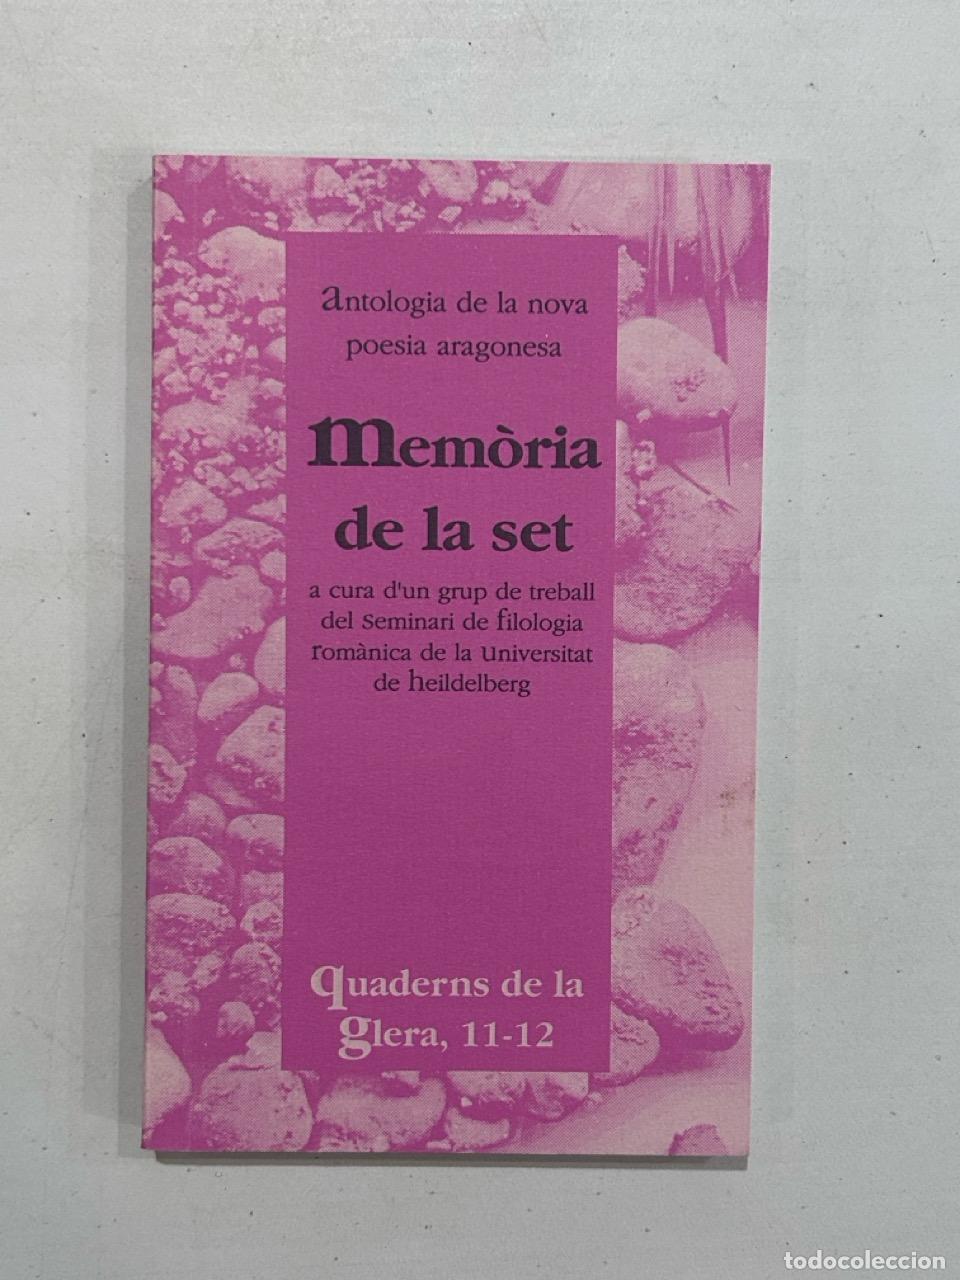 antologia de la nova
poesia aragonesa
memòria
de la set
a cura d'un grup de treball
del seminari de filologia
romànica de la universitat
de heildelberg
quaderns de la
glera, 11-12
todocoleccion